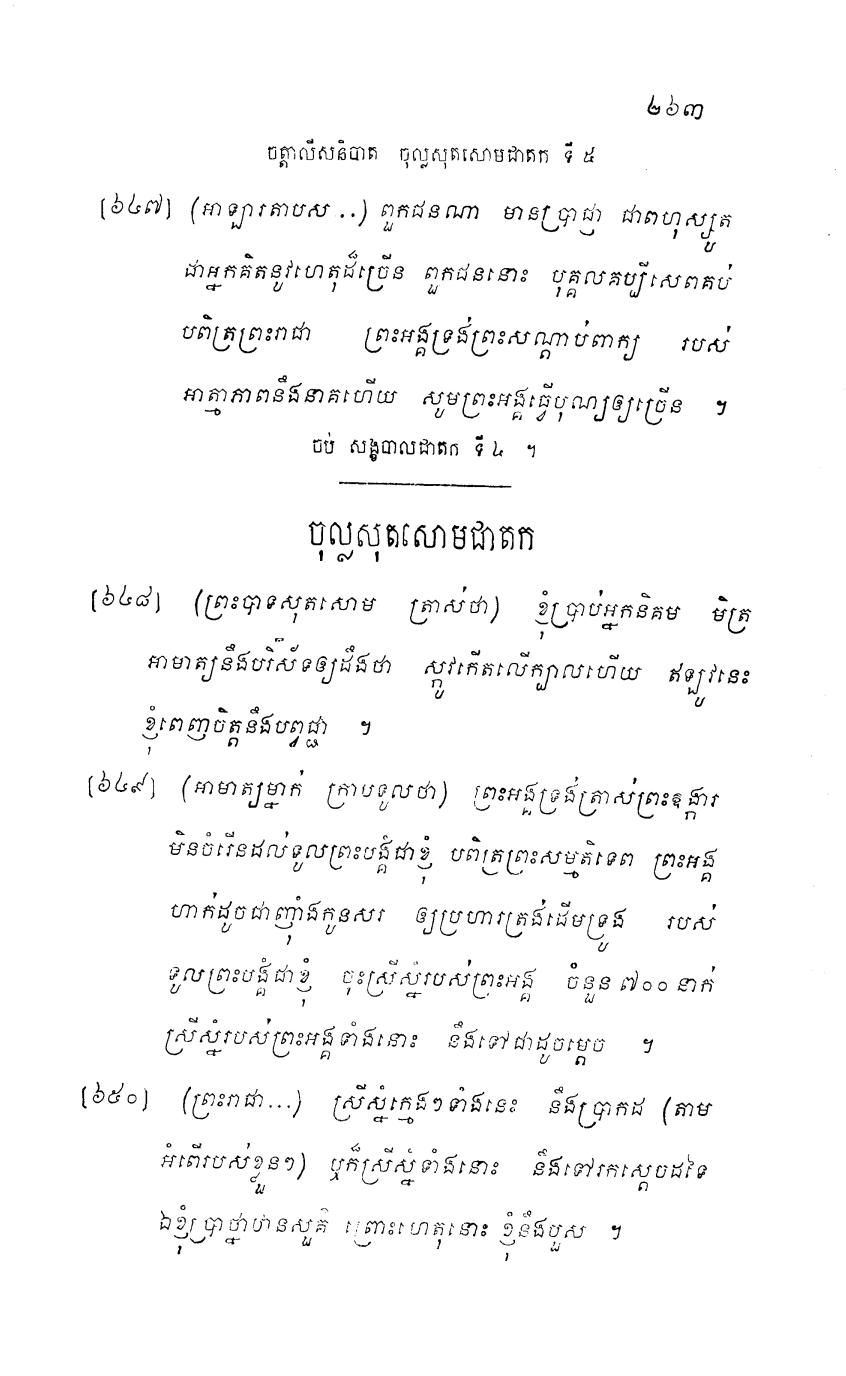 ២៦៣
ចត្តាលីសនិបាត ចុល្លសុតសោមជាតក ទី ៥
[៦៤៧] (អាឡារតាបស ..) ពួកជនណា មានប្រាជ្ញា ជាពហុស្សូត
ជាអ្នកគិតនូវហេតុដ៏ច្រើន ពួកជននោះ បុគ្គលគប្បីសេពគប់
បពិត្រព្រះរាជា ព្រះអង្គទ្រង់ព្រះសណ្តាប់ពាក្យ របស់
អាត្មាភាពនឹងនាគហើយ សូមព្រះអង្គធ្វើបុណ្យឲ្យច្រើន ។
ចប់ សង្ខបាលជាតក ទី ៤ ។
ចុល្លសុតសោមជាតក
[៦៤៨] (ព្រះបាទសុតសោម ត្រាស់ថា) ខ្ញុំប្រាប់អ្នកនិគម មិត្រ
អាមាត្យនឹងបរិស័ទឲ្យដឹងថា ស្កូវកើតលើក្បាលហើយ ឥឡូវនេះ
ខ្ញុំពេញចិត្តនឹងបព្វជ្ជា ។
[៦៤៩] (អាមាត្យម្នាក់ ក្រាបទូលថា) ព្រះអង្គទ្រង់ត្រាស់ព្រះឧង្ការ
មិនចំរើនដល់ទូលព្រះបង្គំជាខ្ញុំ បពិត្រព្រះសម្មតិទេព ព្រះអង្គ
ហាក់ដូចជាញ៉ាំងកូនសរ ឲ្យប្រហារត្រង់ដើមទ្រូង របស់
ទូលព្រះបង្គំជាខ្ញុំ ចុះស្រីស្នំរបស់ព្រះអង្គ ចំនួន ៧០០ នាក់
ស្រីស្នំរបស់ព្រះអង្គទាំងនោះ នឹងទៅជាដូចម្តេច ។
[៦៥០] (ព្រះរាជា...) ស្រីស្នំក្មេងៗទាំងនេះ នឹងប្រាកដ (តាម
អំពើរបស់ខ្លួនៗ) ឬក៏ស្រីស្នំទាំងនោះ នឹងទៅរកស្តេចដទៃ
ឯខ្ញុំប្រាថ្នាឋានសួគ៌ ព្រោះហេតុនោះ ខ្ញុំនឹងបួស ។